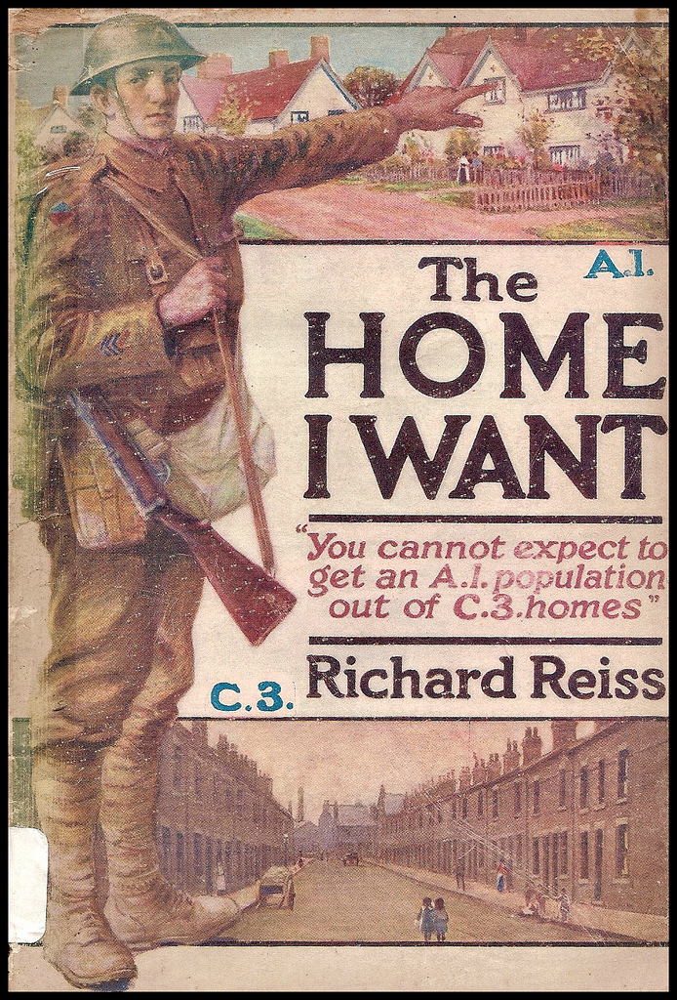 A.1.
The
HOME
I WANT
"You cannot expect to
get an A.1. population
out of C.3. homes"
C.3.
Richard Reiss